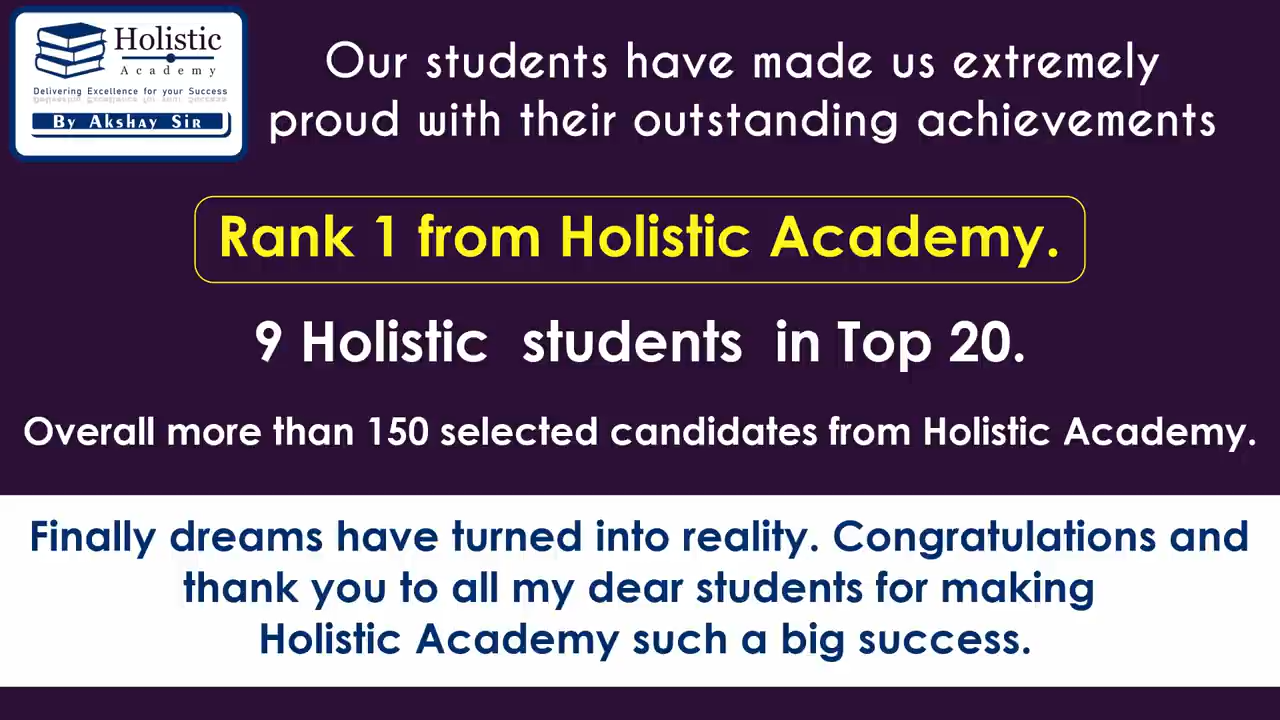 Holistic
Academy
Delivering Excellence for your Success
By Akshay Sir
Our students have made us extremely
proud with their outstanding achievements
Rank 1 from Holistic Academy.
9 Holistic students in Top 20.
Overall more than 150 selected candidates from Holistic Academy.
Finally dreams have turned into reality. Congratulations and
thank you to all my dear students for making
Holistic Academy such a big success.